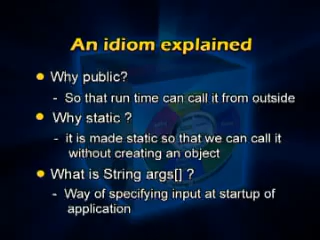 An idiom explained
Why public?
- So that run time can call it from outside
Why static ?
- it is made static so that we can call it
without creating an object
What is String args[] ?
- Way of specifying input at startup of
application